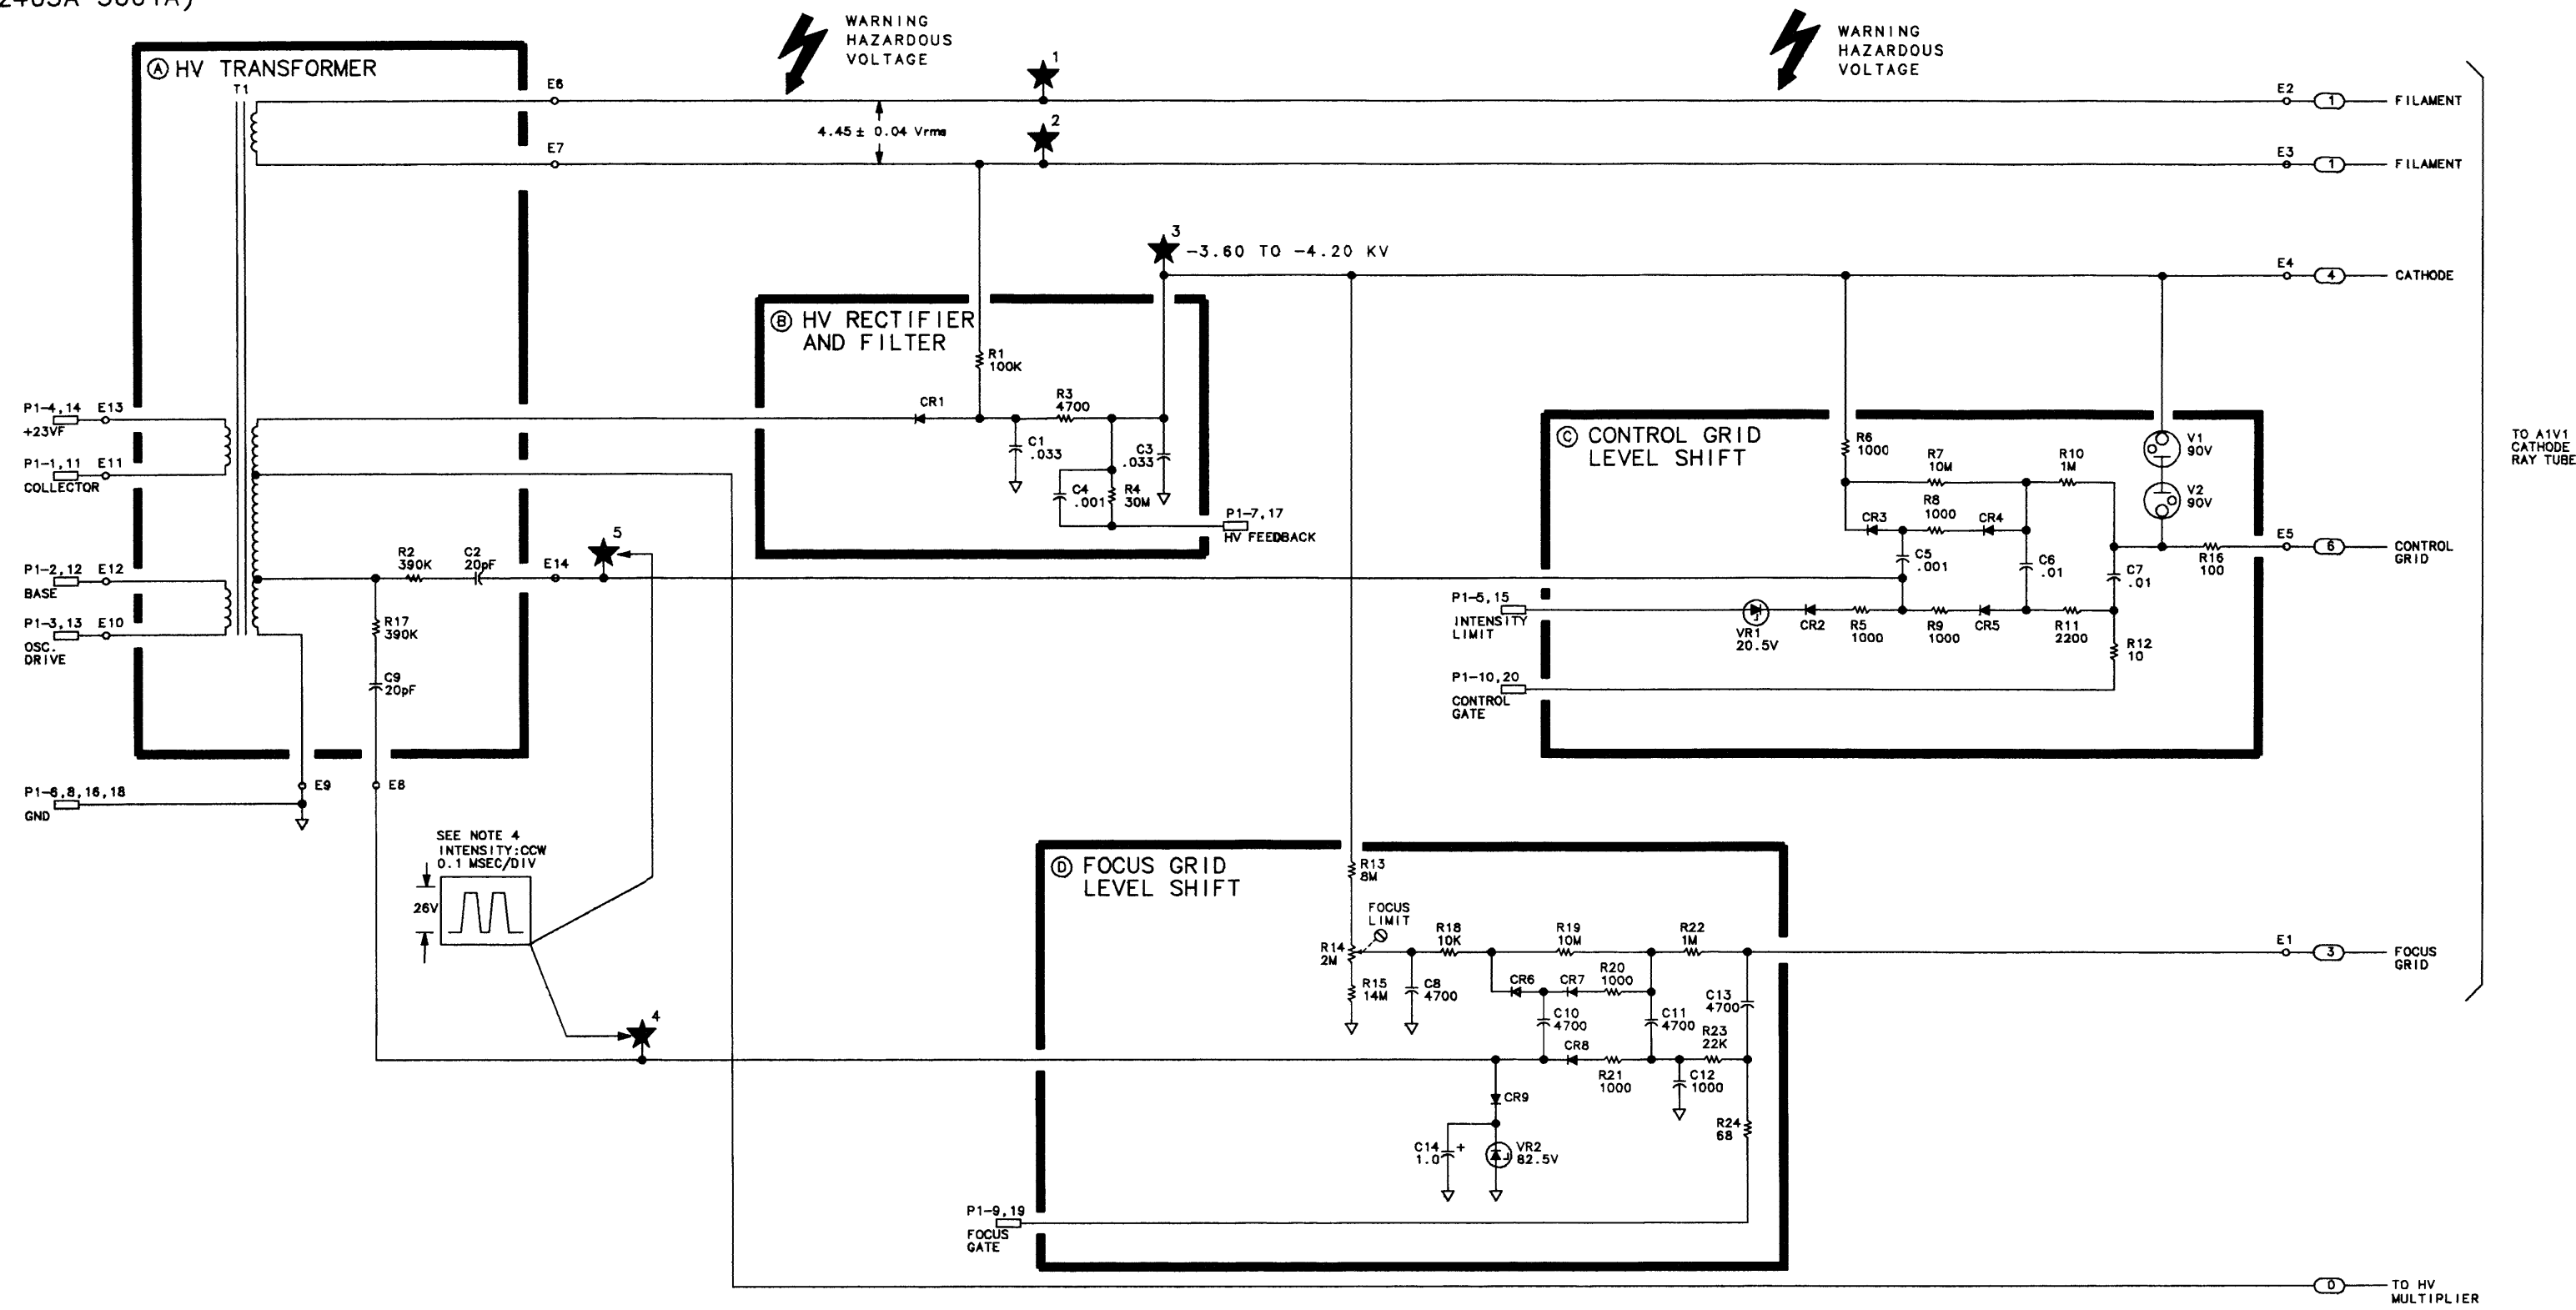 WARNING
HAZARDOUS
VOLTAGE
WARNING
HAZARDOUS
VOLTAGE
Ⓐ HV TRANSFORMER
T1
E6
1
4.45 ± 0.04 Vrms
2
E7
E2
1
FILAMENT
E3
1
FILAMENT
3
-3.60 TO -4.20 KV
E4
4
CATHODE
Ⓑ HV RECTIFIER
AND FILTER
R1
100K
CR1
R3
4700
C1
.033
C3
.033
C4
.001
R4
30M
P1-7,17
HV FEEDBACK
P1-4,14 E13
+23VF
P1-1,11 E11
COLLECTOR
P1-2,12 E12
BASE
P1-3,13 E10
OSC.
DRIVE
R2
390K
C2
20pF
E14
5
R17
390K
C9
20pF
E9
E8
P1-6,8,16,18
GND
Ⓒ CONTROL GRID
LEVEL SHIFT
R6
1000
R7
10M
R10
1M
V1
90V
V2
90V
R8
1000
CR3
CR4
C5
.001
C6
.01
C7
.01
R16
100
E5
6
CONTROL
GRID
P1-5,15
INTENSITY
LIMIT
VR1
20.5V
CR2
R5
1000
R9
1000
CR5
R11
2200
R12
10
P1-10,20
CONTROL
GATE
TO A1V1
CATHODE
RAY TUBE
SEE NOTE 4
INTENSITY:CCW
0.1 MSEC/DIV
26V
4
Ⓓ FOCUS GRID
LEVEL SHIFT
R13
8M
FOCUS
LIMIT
R14
2M
R15
14M
R18
10K
C8
4700
R19
10M
R22
1M
CR6
CR7
R20
1000
C10
4700
C11
4700
C13
4700
R23
22K
CR8
R21
1000
C12
1000
CR9
R24
68
C14
1.0
+
VR2
82.5V
P1-9,19
FOCUS
GATE
E1
3
FOCUS
GRID
D
TO HV
MULTIPLIER